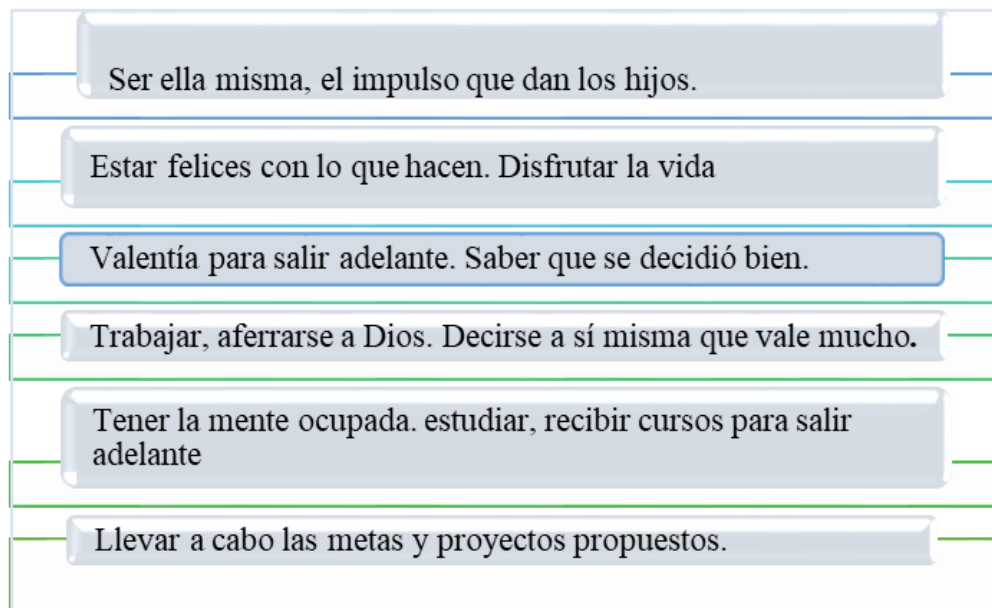 Ser ella misma, el impulso que dan los hijos.
Estar felices con lo que hacen. Disfrutar la vida
Valentía para salir adelante. Saber que se decidió bien.
Trabajar, aferrarse a Dios. Decirse a sí misma que vale mucho.
Tener la mente ocupada. estudiar, recibir cursos para salir
adelante
Llevar a cabo las metas y proyectos propuestos.